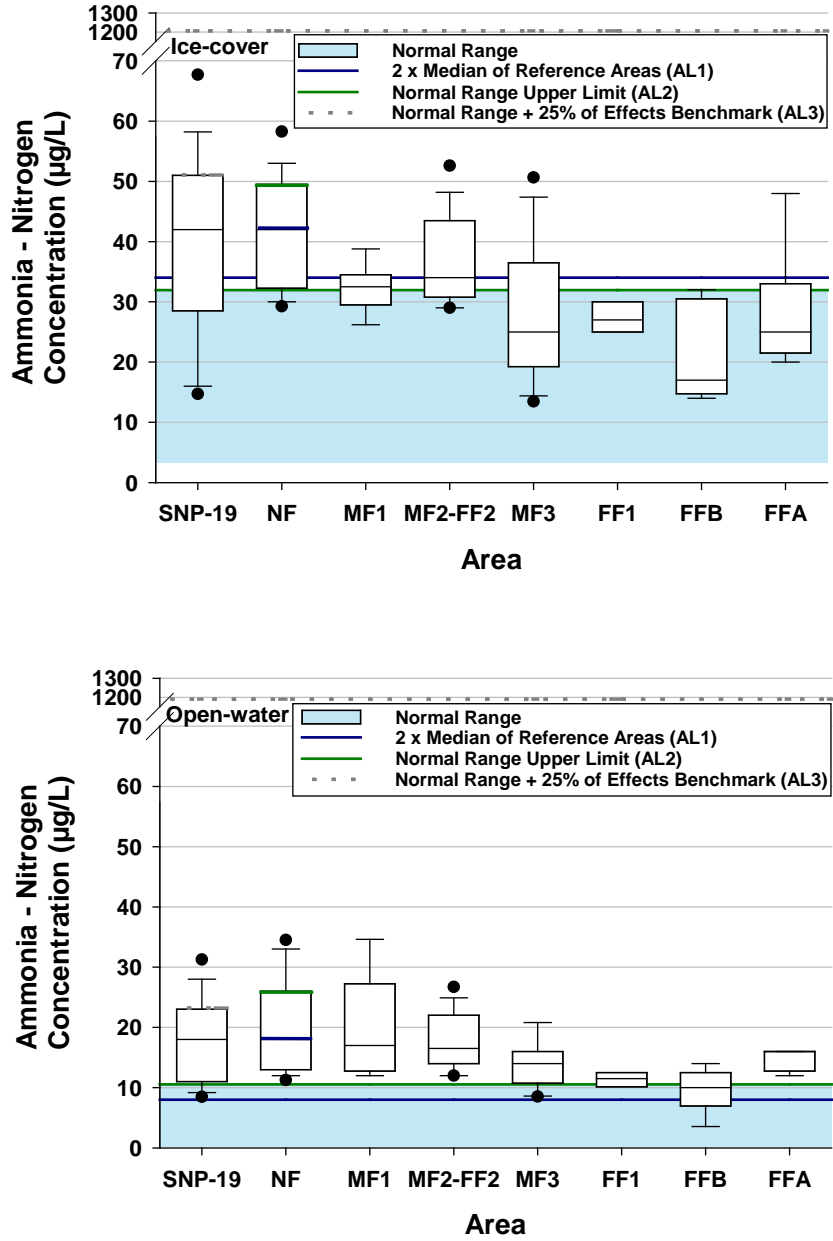 1300
1200
Ice-cover
70
60
50
40
30
20
10
0
Ammonia - Nitrogen
Concentration (µg/L)
Normal Range
2 x Median of Reference Areas (AL1)
Normal Range Upper Limit (AL2)
Normal Range + 25% of Effects Benchmark (AL3)
SNP-19 NF MF1 MF2-FF2 MF3 FF1 FFB FFA
Area
1300
1200
Open-water
70
60
50
40
30
20
10
0
Ammonia - Nitrogen
Concentration (µg/L)
Normal Range
2 x Median of Reference Areas (AL1)
Normal Range Upper Limit (AL2)
Normal Range + 25% of Effects Benchmark (AL3)
SNP-19 NF MF1 MF2-FF2 MF3 FF1 FFB FFA
Area